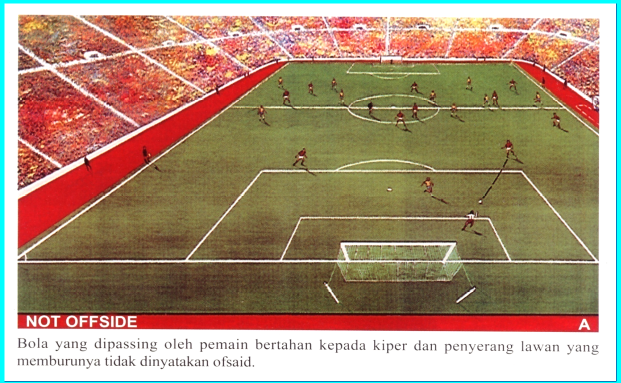 NOT OFFSIDE
A
Bola yang dipassing oleh pemain bertahan kepada kiper dan penyerang lawan yang
memburunya tidak dinyatakan ofsaid.